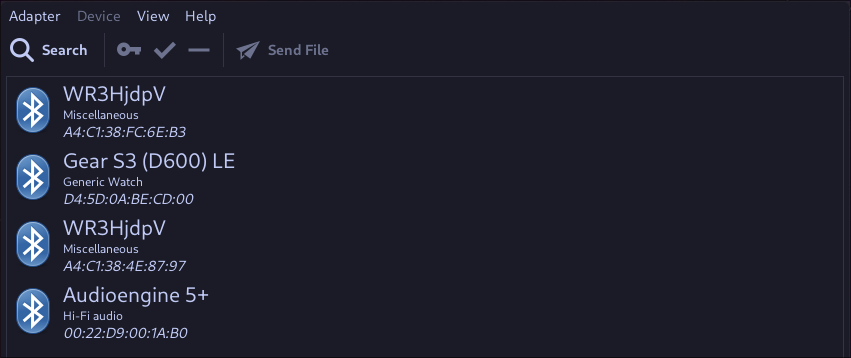 Adapter Device View Help
Search Send File
WR3HjdpV
Miscellaneous
A4:C1:38:FC:6E:B3
Gear S3 (D600) LE
Generic Watch
D4:5D:0A:BE:CD:00
WR3HjdpV
Miscellaneous
A4:C1:38:4E:87:97
Audioengine 5+
Hi-Fi audio
00:22:D9:00:1A:B0